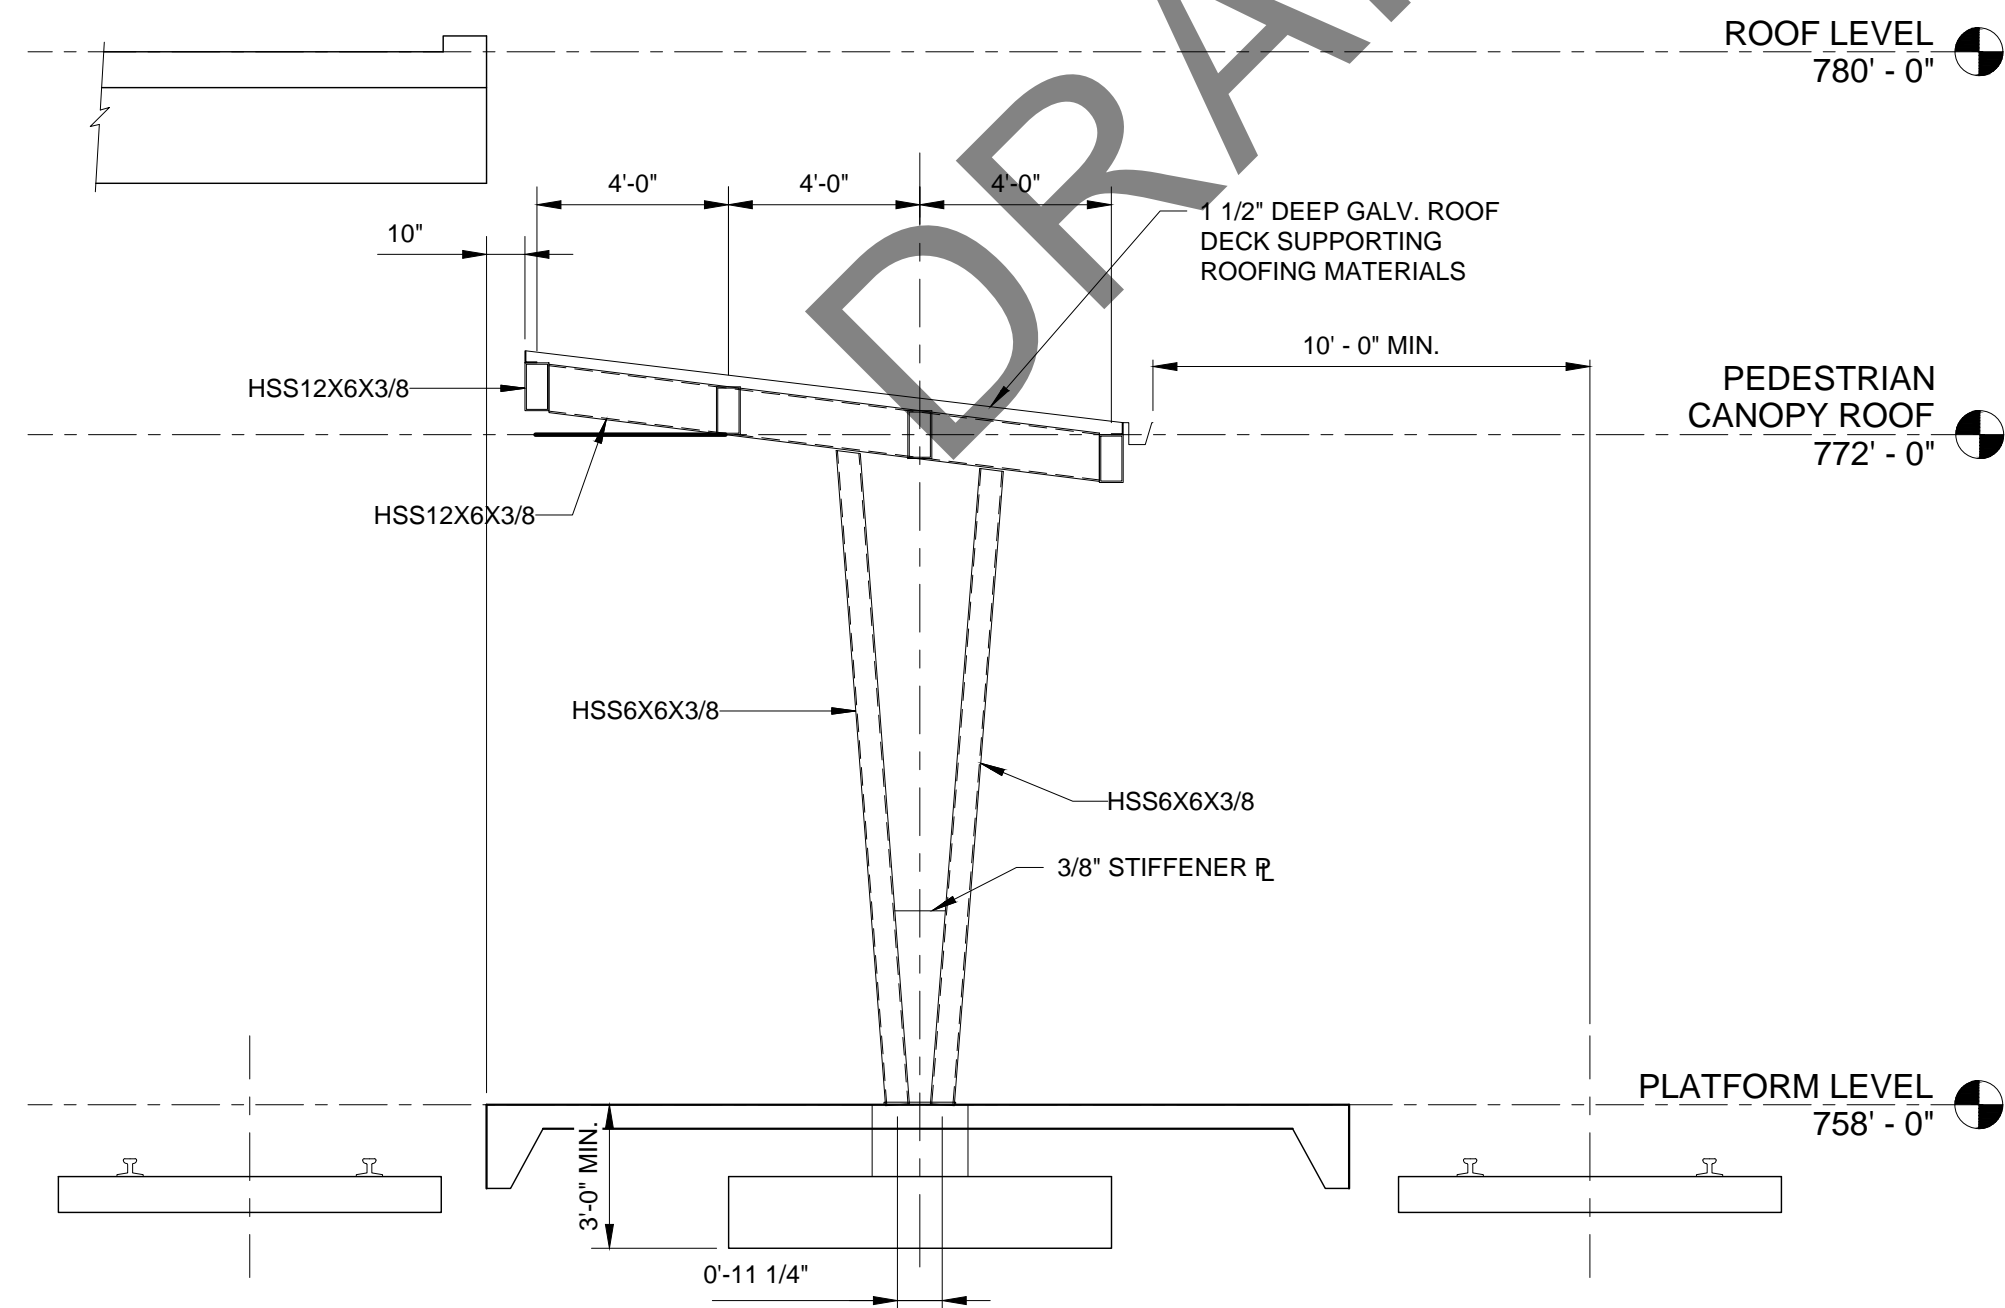 ROOF LEVEL
780' - 0"
4'-0"
4'-0"
4'-0"
10"
1 1/2" DEEP GALV. ROOF
DECK SUPPORTING
ROOFING MATERIALS
10' - 0" MIN.
HSS12X6X3/8
PEDESTRIAN
CANOPY ROOF
772' - 0"
HSS12X6X3/8
HSS6X6X3/8
HSS6X6X3/8
3/8" STIFFENER PL
PLATFORM LEVEL
758' - 0"
3'-0" MIN.
0'-11 1/4"